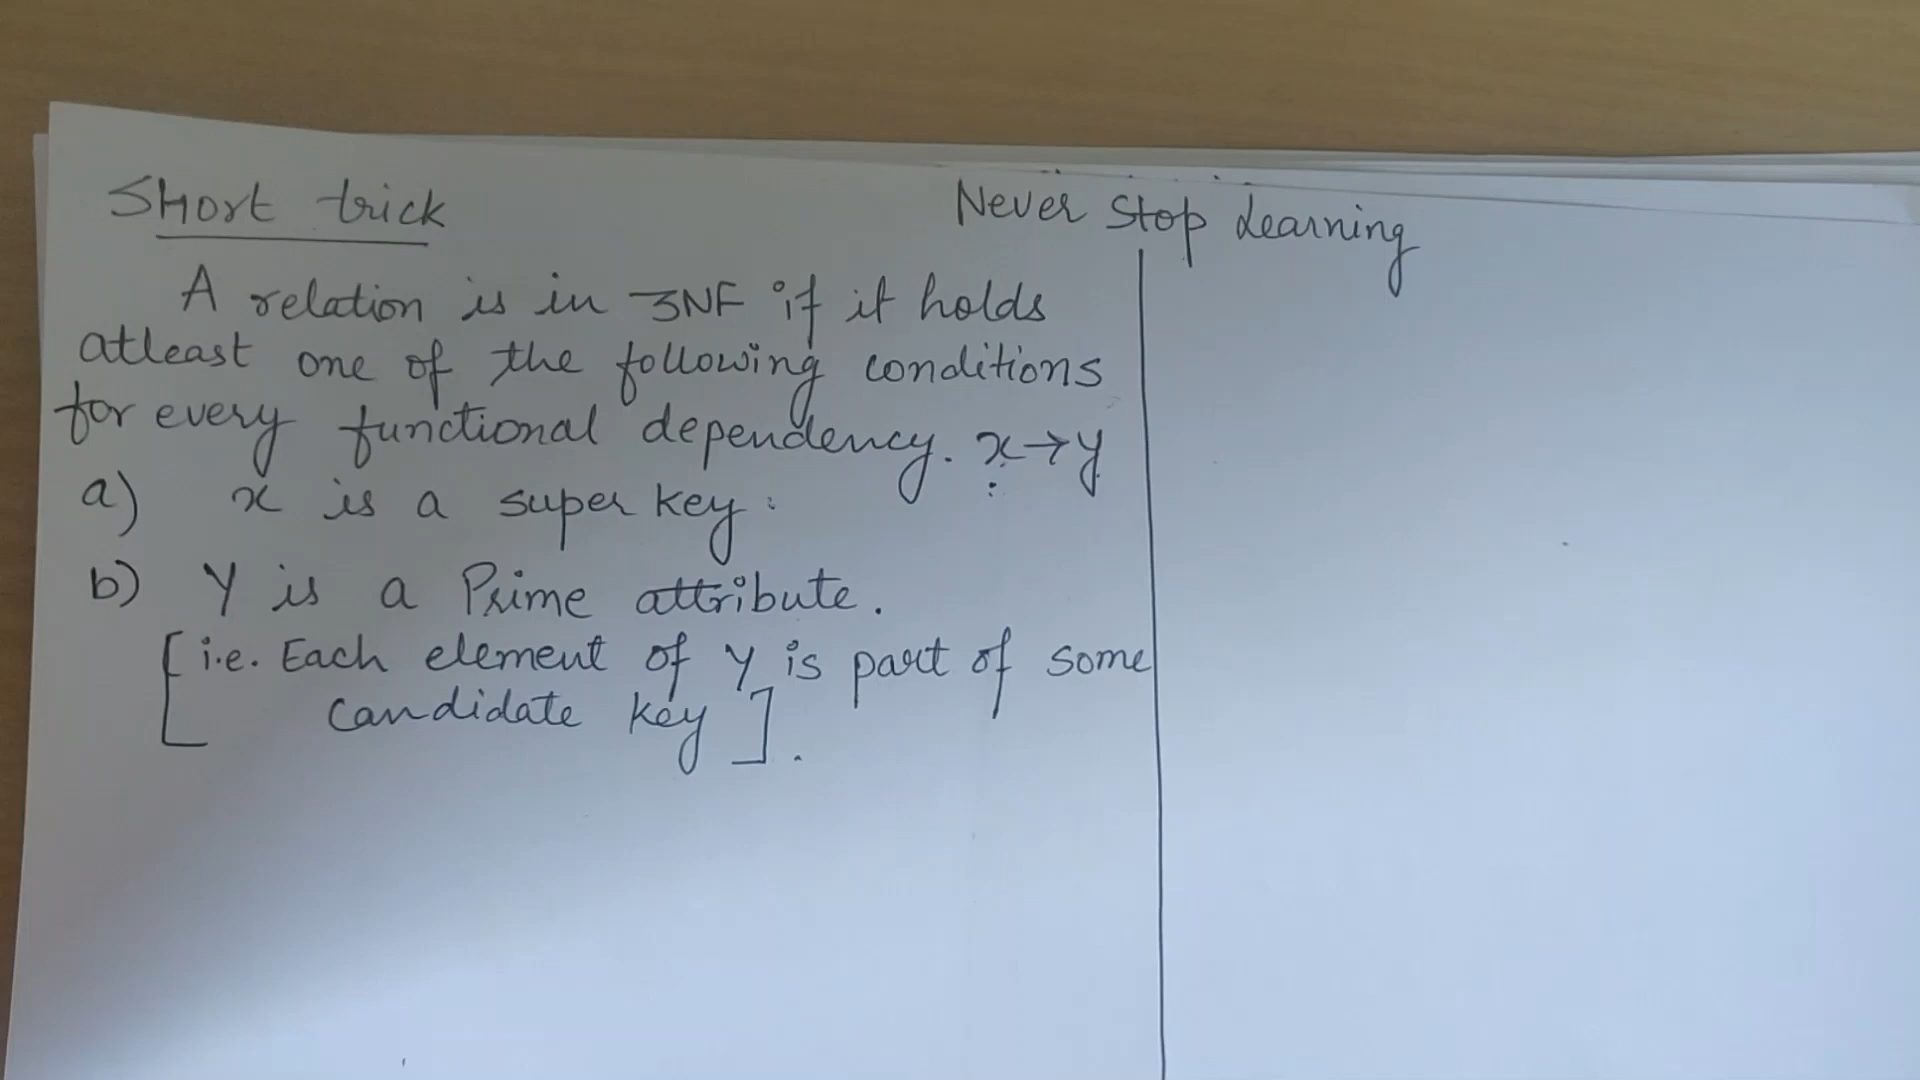 Short trick
Never Stop Learning
A relation is in 3NF if it holds
atleast one of the following conditions
for every functional dependency. x→y
a) x is a super key.
b) Y is a Prime attribute.
[i.e. Each element of y is part of some
candidate key].